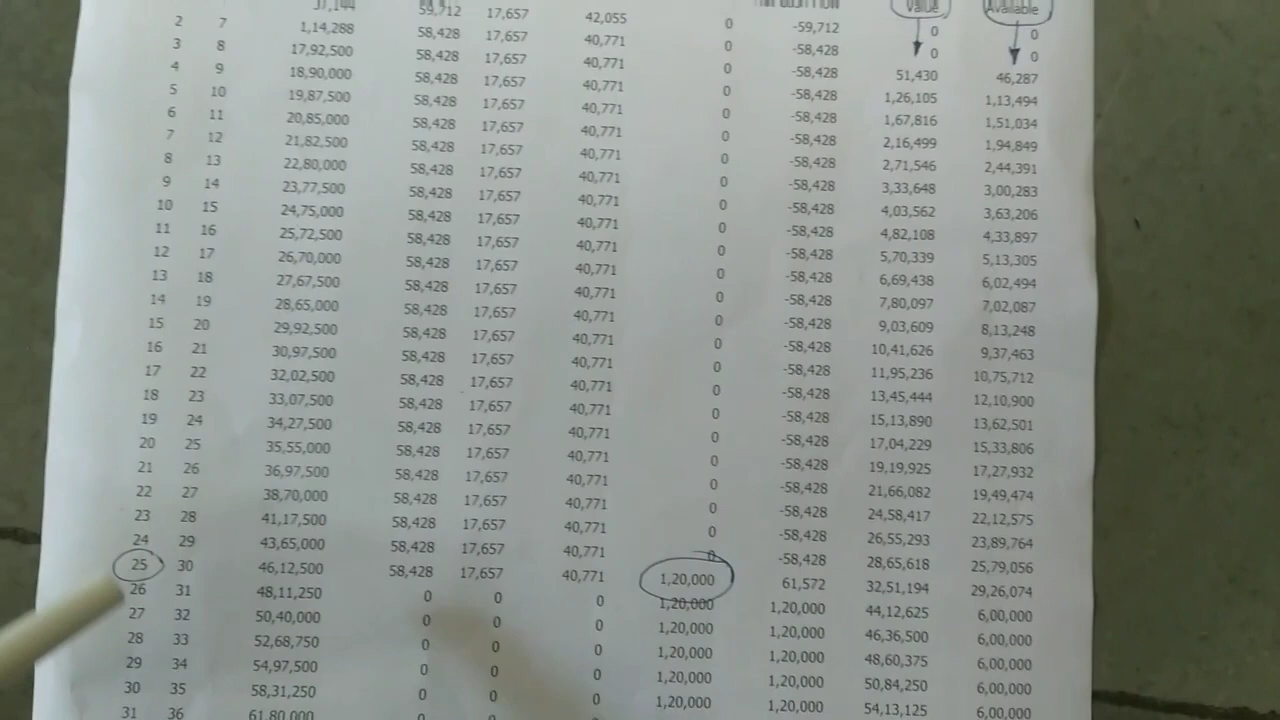 Value Available
57,144 59,712 17,657 42,055 0 -59,712 0 0
2 7 1,14,288 58,428 17,657 40,771 0 -58,428 0 0
3 8 17,92,500 58,428 17,657 40,771 0 -58,428 51,430 46,287
4 9 18,90,000 58,428 17,657 40,771 0 -58,428 1,26,105 1,13,494
5 10 19,87,500 58,428 17,657 40,771 0 -58,428 1,67,816 1,51,034
6 11 20,85,000 58,428 17,657 40,771 0 -58,428 2,16,499 1,94,849
7 12 21,82,500 58,428 17,657 40,771 0 -58,428 2,71,546 2,44,391
8 13 22,80,000 58,428 17,657 40,771 0 -58,428 3,33,648 3,00,283
9 14 23,77,500 58,428 17,657 40,771 0 -58,428 4,03,562 3,63,206
10 15 24,75,000 58,428 17,657 40,771 0 -58,428 4,82,108 4,33,897
11 16 25,72,500 58,428 17,657 40,771 0 -58,428 5,70,339 5,13,305
12 17 26,70,000 58,428 17,657 40,771 0 -58,428 6,69,438 6,02,494
13 18 27,67,500 58,428 17,657 40,771 0 -58,428 7,80,097 7,02,087
14 19 28,65,000 58,428 17,657 40,771 0 -58,428 9,03,609 8,13,248
15 20 29,92,500 58,428 17,657 40,771 0 -58,428 10,41,626 9,37,463
16 21 30,97,500 58,428 17,657 40,771 0 -58,428 11,95,236 10,75,712
17 22 32,02,500 58,428 17,657 40,771 0 -58,428 13,45,444 12,10,900
18 23 33,07,500 58,428 17,657 40,771 0 -58,428 15,13,890 13,62,501
19 24 34,27,500 58,428 17,657 40,771 0 -58,428 17,04,229 15,33,806
20 25 35,55,000 58,428 17,657 40,771 0 -58,428 19,19,925 17,27,932
21 26 36,97,500 58,428 17,657 40,771 0 -58,428 21,66,082 19,49,474
22 27 38,70,000 58,428 17,657 40,771 0 -58,428 24,58,417 22,12,575
23 28 41,17,500 58,428 17,657 40,771 0 -58,428 26,55,293 23,89,764
24 29 43,65,000 58,428 17,657 40,771 0 -58,428 28,65,618 25,79,056
25 30 46,12,500 58,428 17,657 40,771 1,20,000 61,572 32,51,194 29,26,074
26 31 48,11,250 0 0 0 1,20,000 1,20,000 44,12,625 6,00,000
27 32 50,40,000 0 0 0 1,20,000 1,20,000 46,36,500 6,00,000
28 33 52,68,750 0 0 0 1,20,000 1,20,000 48,60,375 6,00,000
29 34 54,97,500 0 0 0 1,20,000 1,20,000 50,84,250 6,00,000
30 35 58,31,250 0 0 0 1,20,000 1,20,000 54,13,125 6,00,000
31 36 61,80,000 0 0